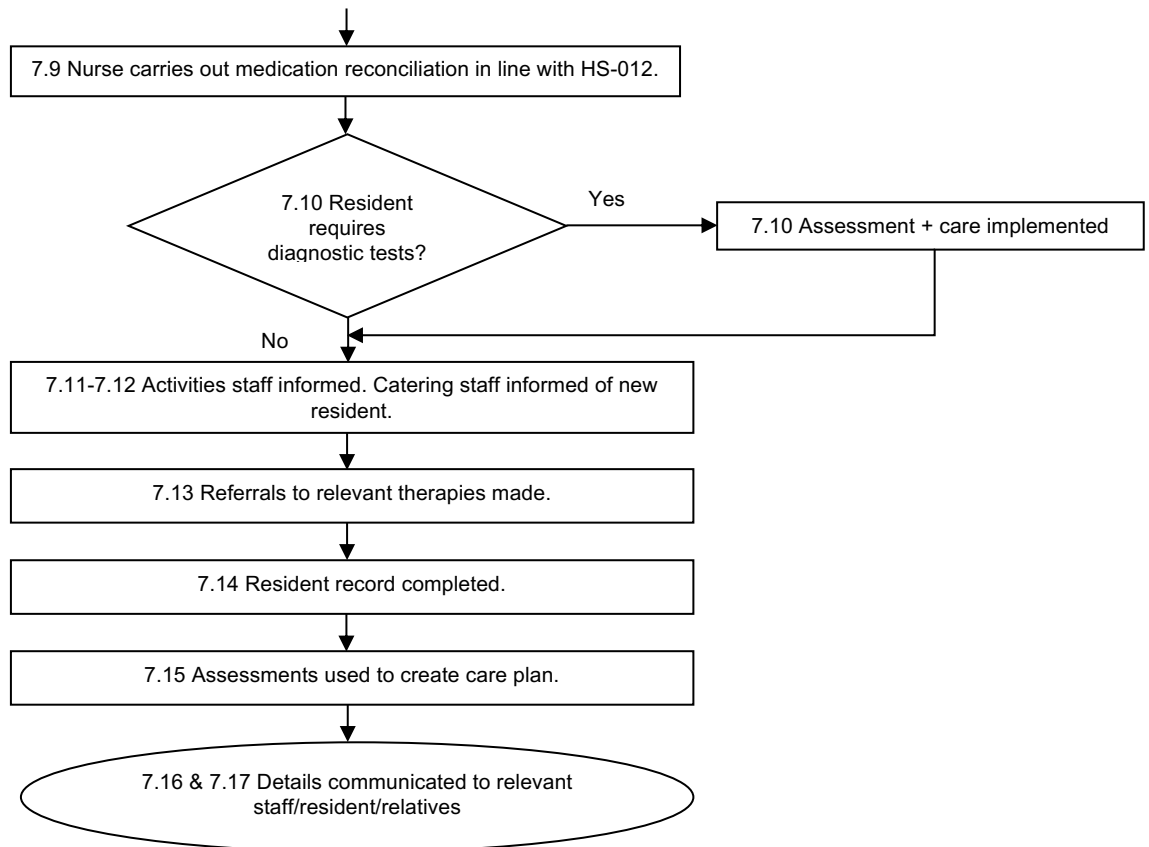 7.9 Nurse carries out medication reconciliation in line with HS-012.
7.10 Resident
requires
diagnostic tests?
Yes
7.10 Assessment + care implemented
No
7.11-7.12 Activities staff informed. Catering staff informed of new
resident.
7.13 Referrals to relevant therapies made.
7.14 Resident record completed.
7.15 Assessments used to create care plan.
7.16 & 7.17 Details communicated to relevant
staff/resident/relatives